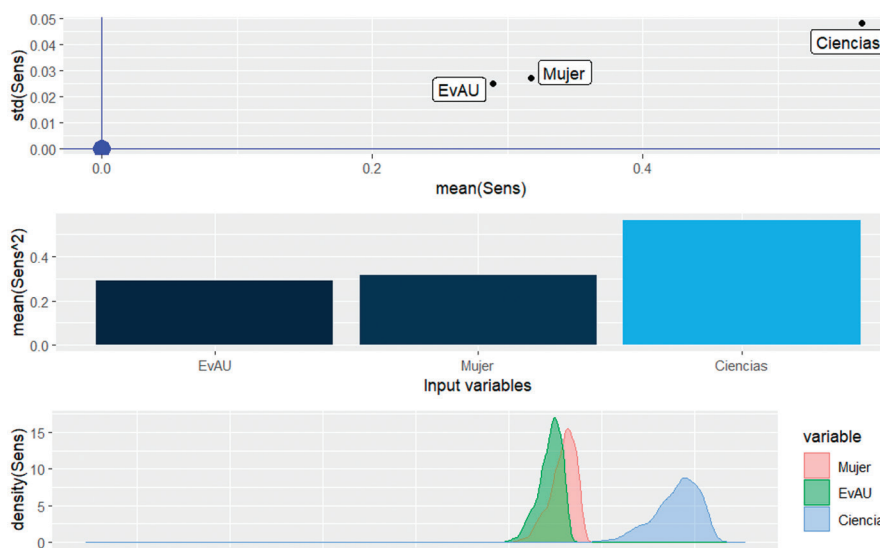 std(Sens)
0.05
0.04
0.03
0.02
0.01
0.00
Ciencias
Mujer
EvAU
0.0 0.2 0.4
mean(Sens)
mean(Sens^2)
0.4
0.2
0.0
EvAU Mujer Ciencias
Input variables
density(Sens)
15
10
5
0
variable
Mujer
EvAU
Ciencia